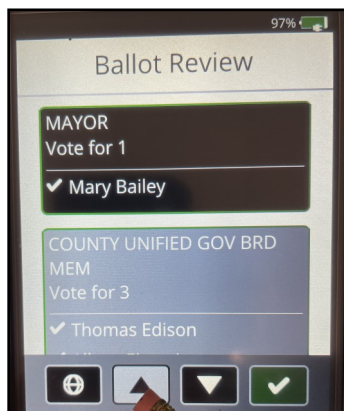 97%
Ballot Review
MAYOR
Vote for 1
✔ Mary Bailey
COUNTY UNIFIED GOV BRD
MEM
Vote for 3
✔ Thomas Edison